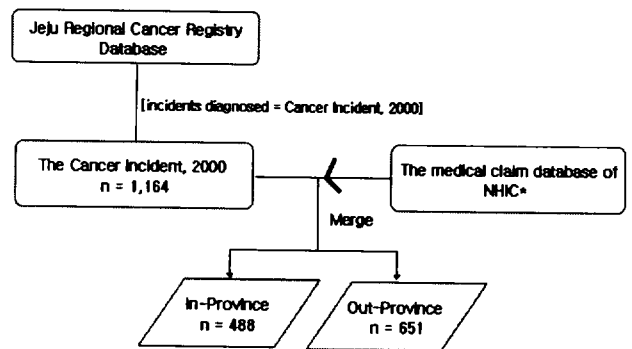 Jeju Regional Cancer Registry
Database
[incidents diagnosed = Cancer Incident, 2000]
The Cancer Incident, 2000
n = 1,164
The medical claim database of
NHIC*
Merge
In-Province
n = 488
Out-Province
n = 651